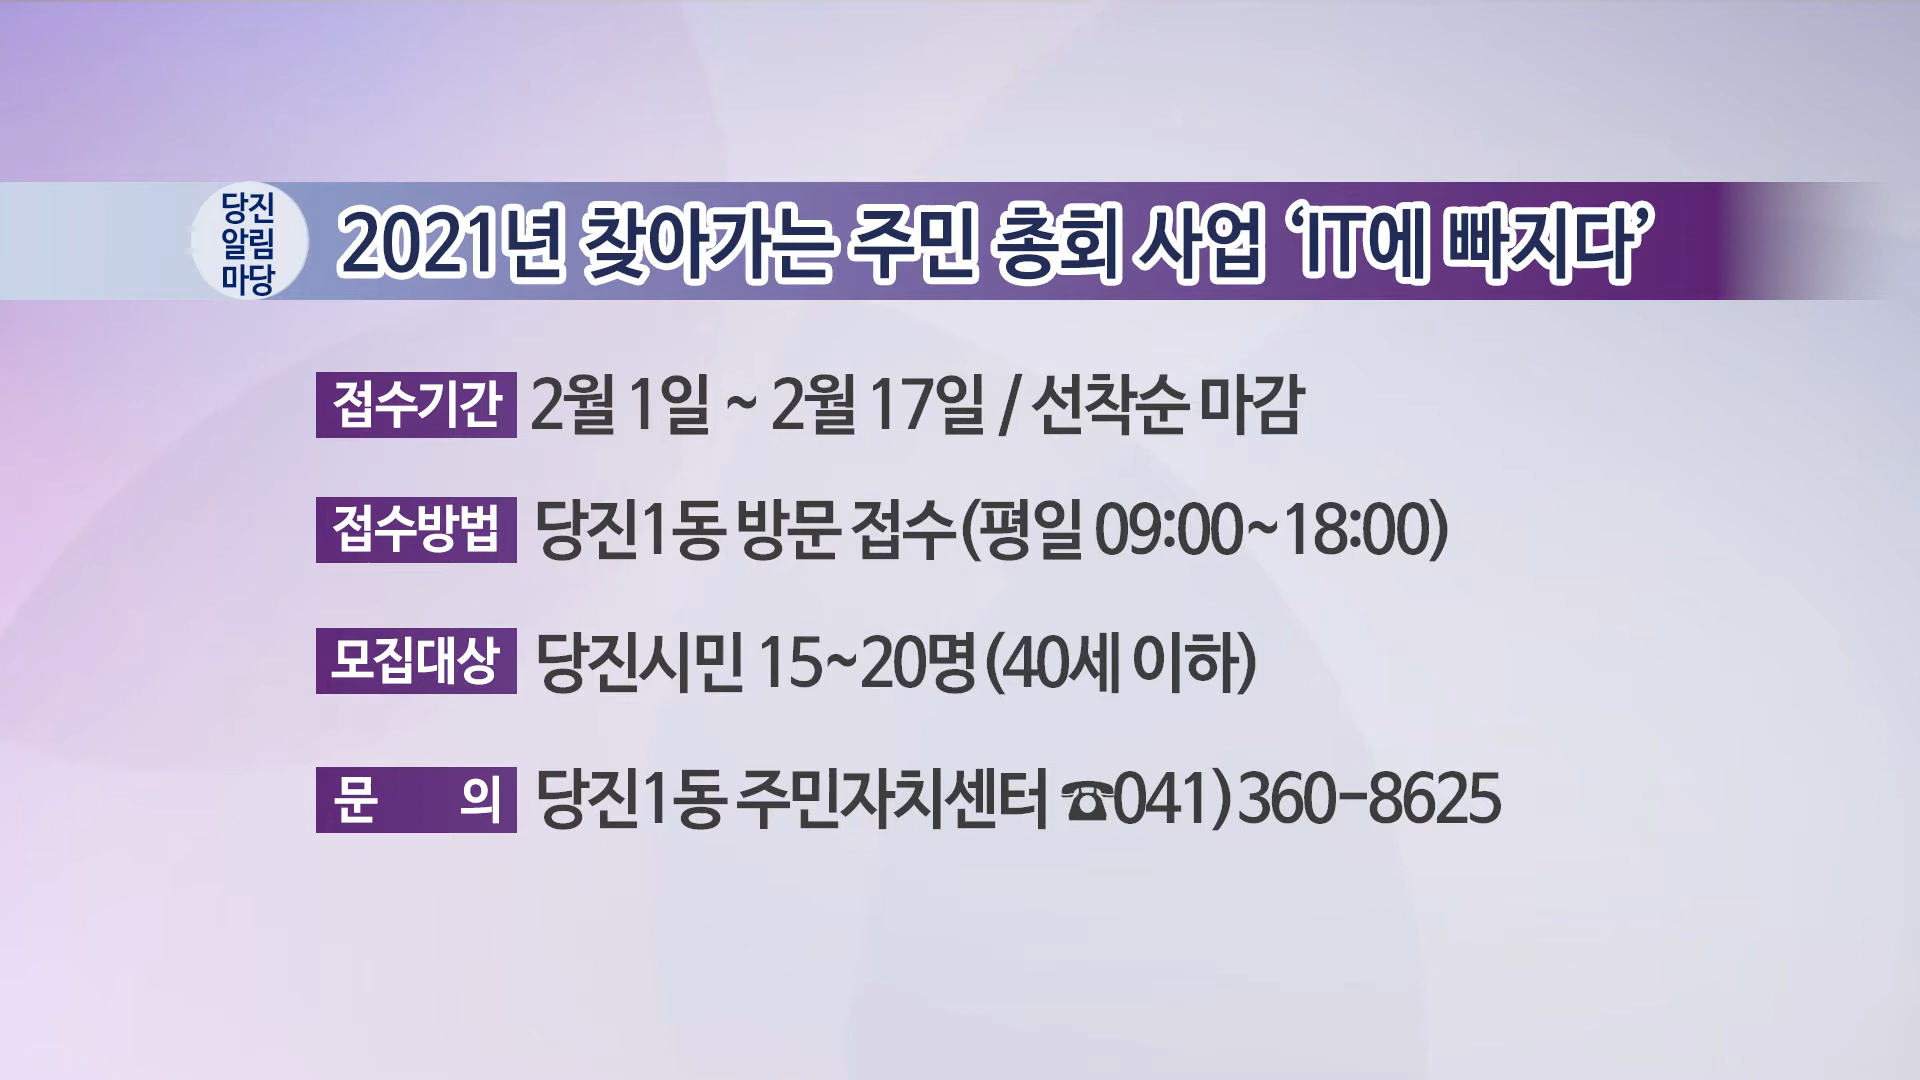 당진
알림
마당
2021년 찾아가는 주민 총회 사업 ‘IT에 빠지다’
접수기간 2월 1일 ~ 2월 17일 / 선착순 마감
접수방법 당진1동 방문 접수(평일 09:00~18:00)
모집대상 당진시민 15~20명(40세 이하)
문 의 당진1동 주민자치센터 ☎041)360-8625